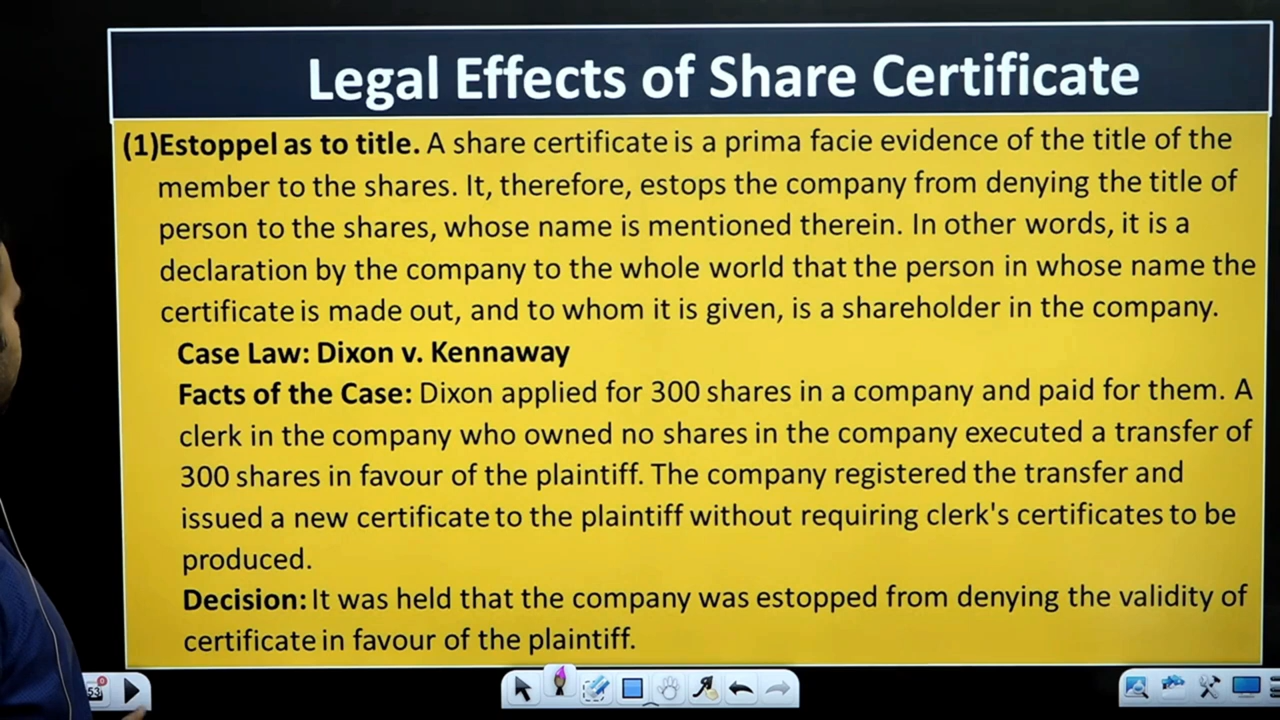 Legal Effects of Share Certificate
(1)Estoppel as to title. A share certificate is a prima facie evidence of the title of the
member to the shares. It, therefore, estops the company from denying the title of
person to the shares, whose name is mentioned therein. In other words, it is a
declaration by the company to the whole world that the person in whose name the
certificate is made out, and to whom it is given, is a shareholder in the company.
Case Law: Dixon v. Kennaway
Facts of the Case: Dixon applied for 300 shares in a company and paid for them. A
clerk in the company who owned no shares in the company executed a transfer of
300 shares in favour of the plaintiff. The company registered the transfer and
issued a new certificate to the plaintiff without requiring clerk's certificates to be
produced.
Decision: It was held that the company was estopped from denying the validity of
certificate in favour of the plaintiff.
53